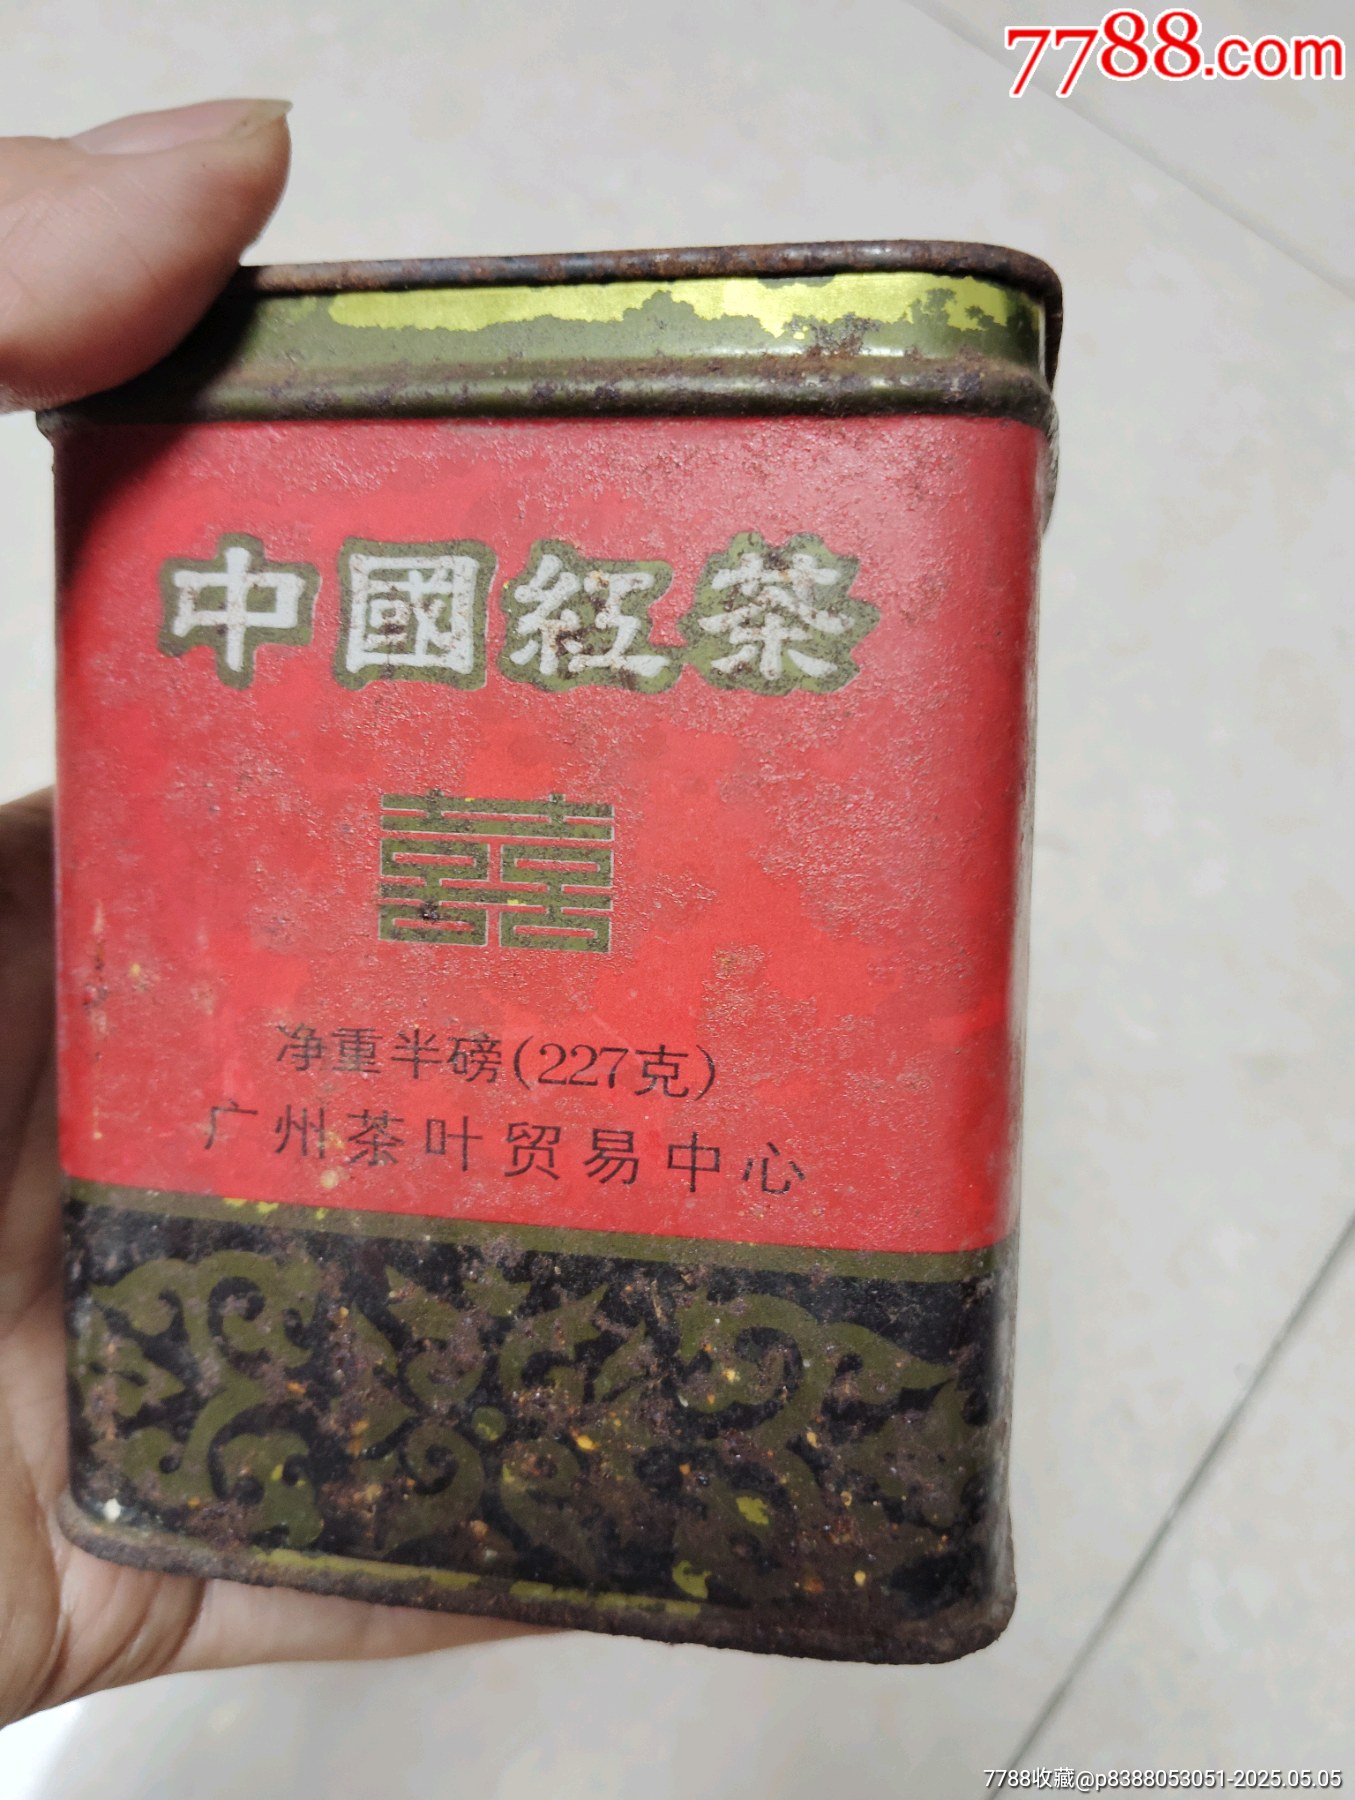 7788.com
中國紅茶
囍
净重半磅(227克)
广州茶叶贸易中心
7788收藏@p8388053051-2025.05.05